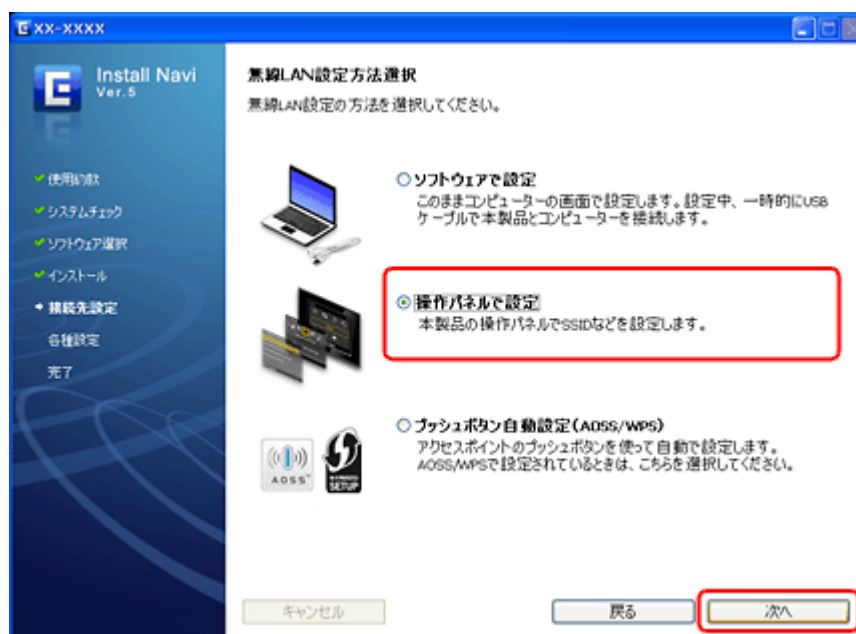 E XX-XXXX
E
Install Navi
Ver.5
使用約款
システムチェック
ソフトウェア選択
インストール
接続先設定
各種設定
完了
無線LAN設定方法選択
無線LAN設定の方法を選択してください。
ソフトウェアで設定
このままコンピューターの画面で設定します。設定中、一時的にUSB
ケーブルで本製品とコンピューターを接続します。
操作パネルで設定
本製品の操作パネルでSSIDなどを設定します。
プッシュボタン自動設定(AOSS/WPS)
アクセスポイントのプッシュボタンを使って自動で設定します。
AOSS/WPSで設定されているときは、こちらを選択してください。
AOSS™
SETUP
キャンセル
戻る
次へ